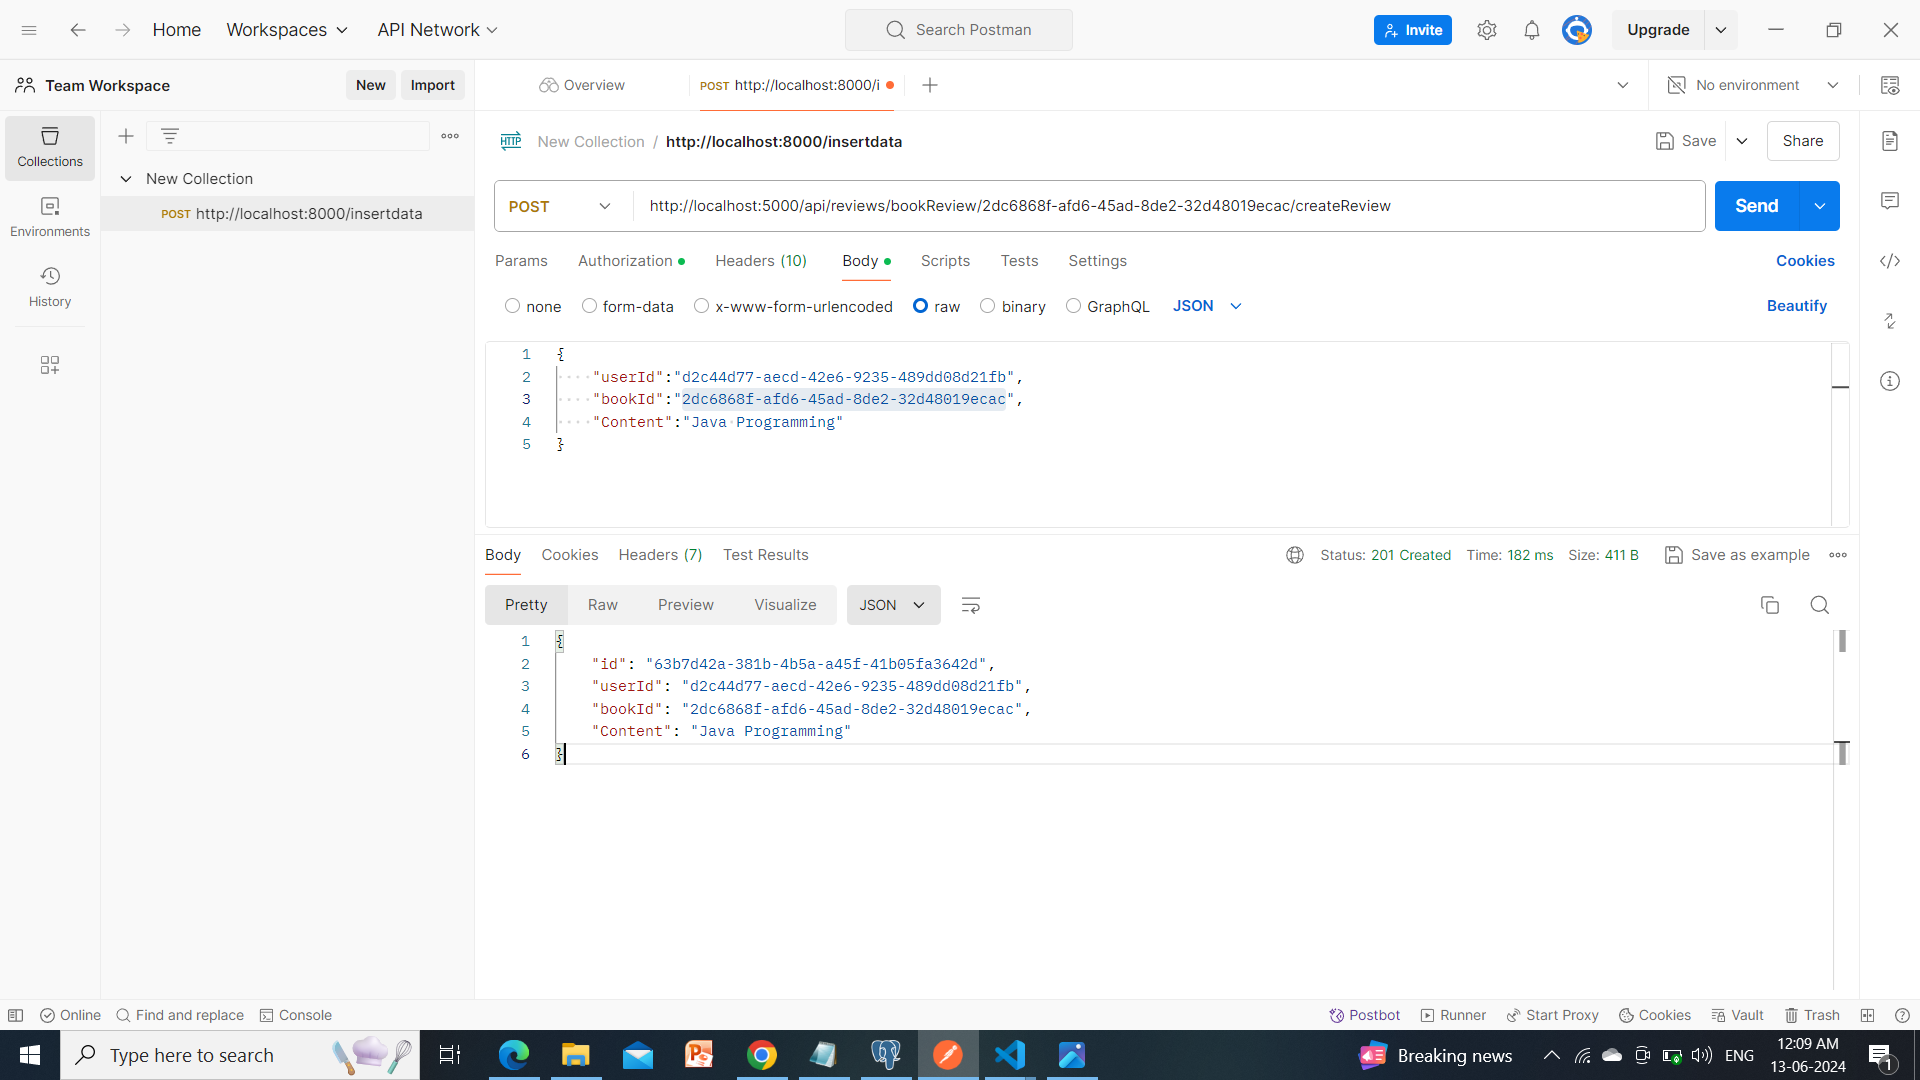 Home
Workspaces
API Network
Search Postman
Invite
Upgrade
Team Workspace
New
Import
Overview
POST http://localhost:8000/i
No environment
Collections
Environments
History
New Collection
POST http://localhost:8000/insertdata
HTTP
New Collection / http://localhost:8000/insertdata
Save
Share
POST
http://localhost:5000/api/reviews/bookReview/2dc6868f-afd6-45ad-8de2-32d48019ecac/createReview
Send
Params
Authorization
Headers (10)
Body
Scripts
Tests
Settings
Cookies
none
form-data
x-www-form-urlencoded
raw
binary
GraphQL
JSON
Beautify
1 {
2 "userId":"d2c44d77-aecd-42e6-9235-489dd08d21fb",
3 "bookId":"2dc6868f-afd6-45ad-8de2-32d48019ecac",
4 "Content":"Java Programming"
5 }
Body
Cookies
Headers (7)
Test Results
Status: 201 Created
Time: 182 ms
Size: 411 B
Save as example
Pretty
Raw
Preview
Visualize
JSON
1 {
2 "id": "63b7d42a-381b-4b5a-a45f-41b05fa3642d",
3 "userId": "d2c44d77-aecd-42e6-9235-489dd08d21fb",
4 "bookId": "2dc6868f-afd6-45ad-8de2-32d48019ecac",
5 "Content": "Java Programming"
6 }
Online
Find and replace
Console
Postbot
Runner
Start Proxy
Cookies
Vault
Trash
Type here to search
Breaking news
ENG
12:09 AM
13-06-2024
1